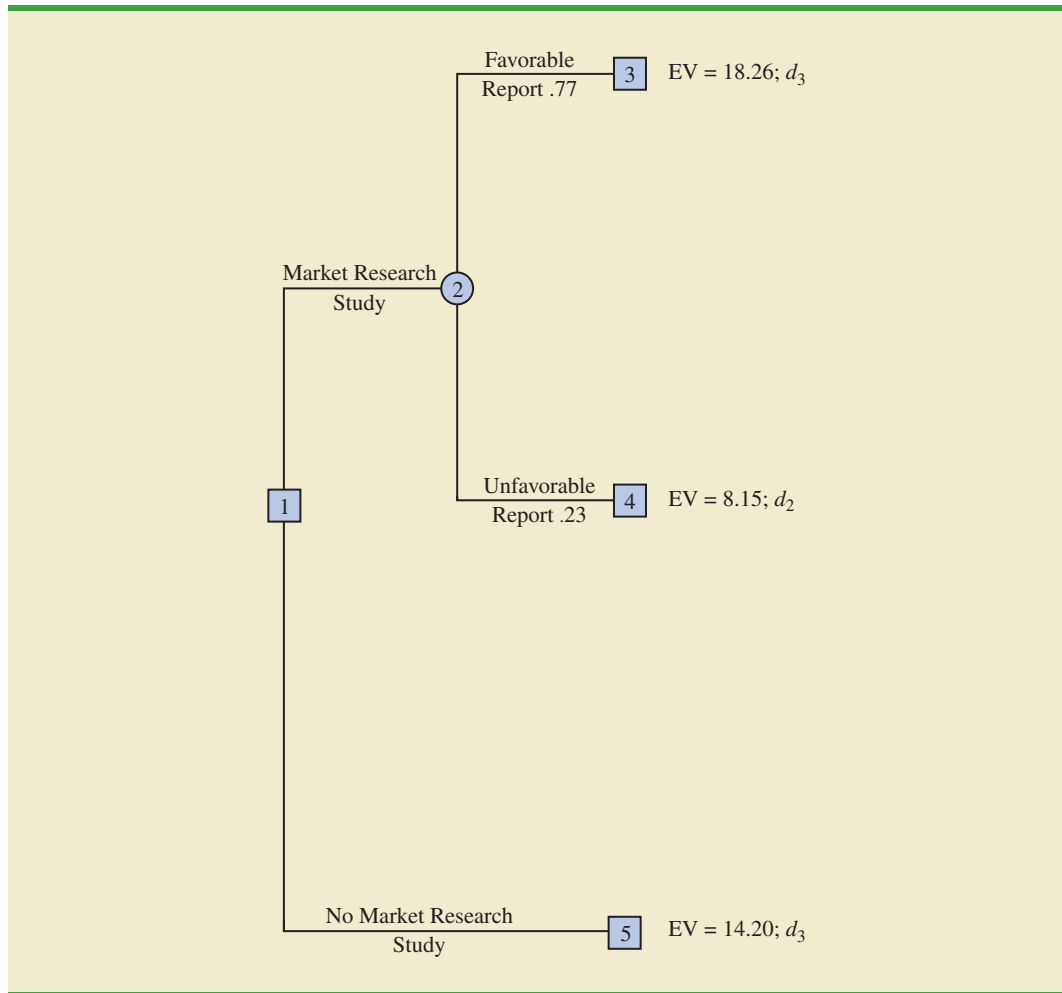 Favorable
Report .77
3
EV = 18.26; d3
Market Research
Study
2
Unfavorable
Report .23
4
EV = 8.15; d2
1
No Market Research
Study
5
EV = 14.20; d3